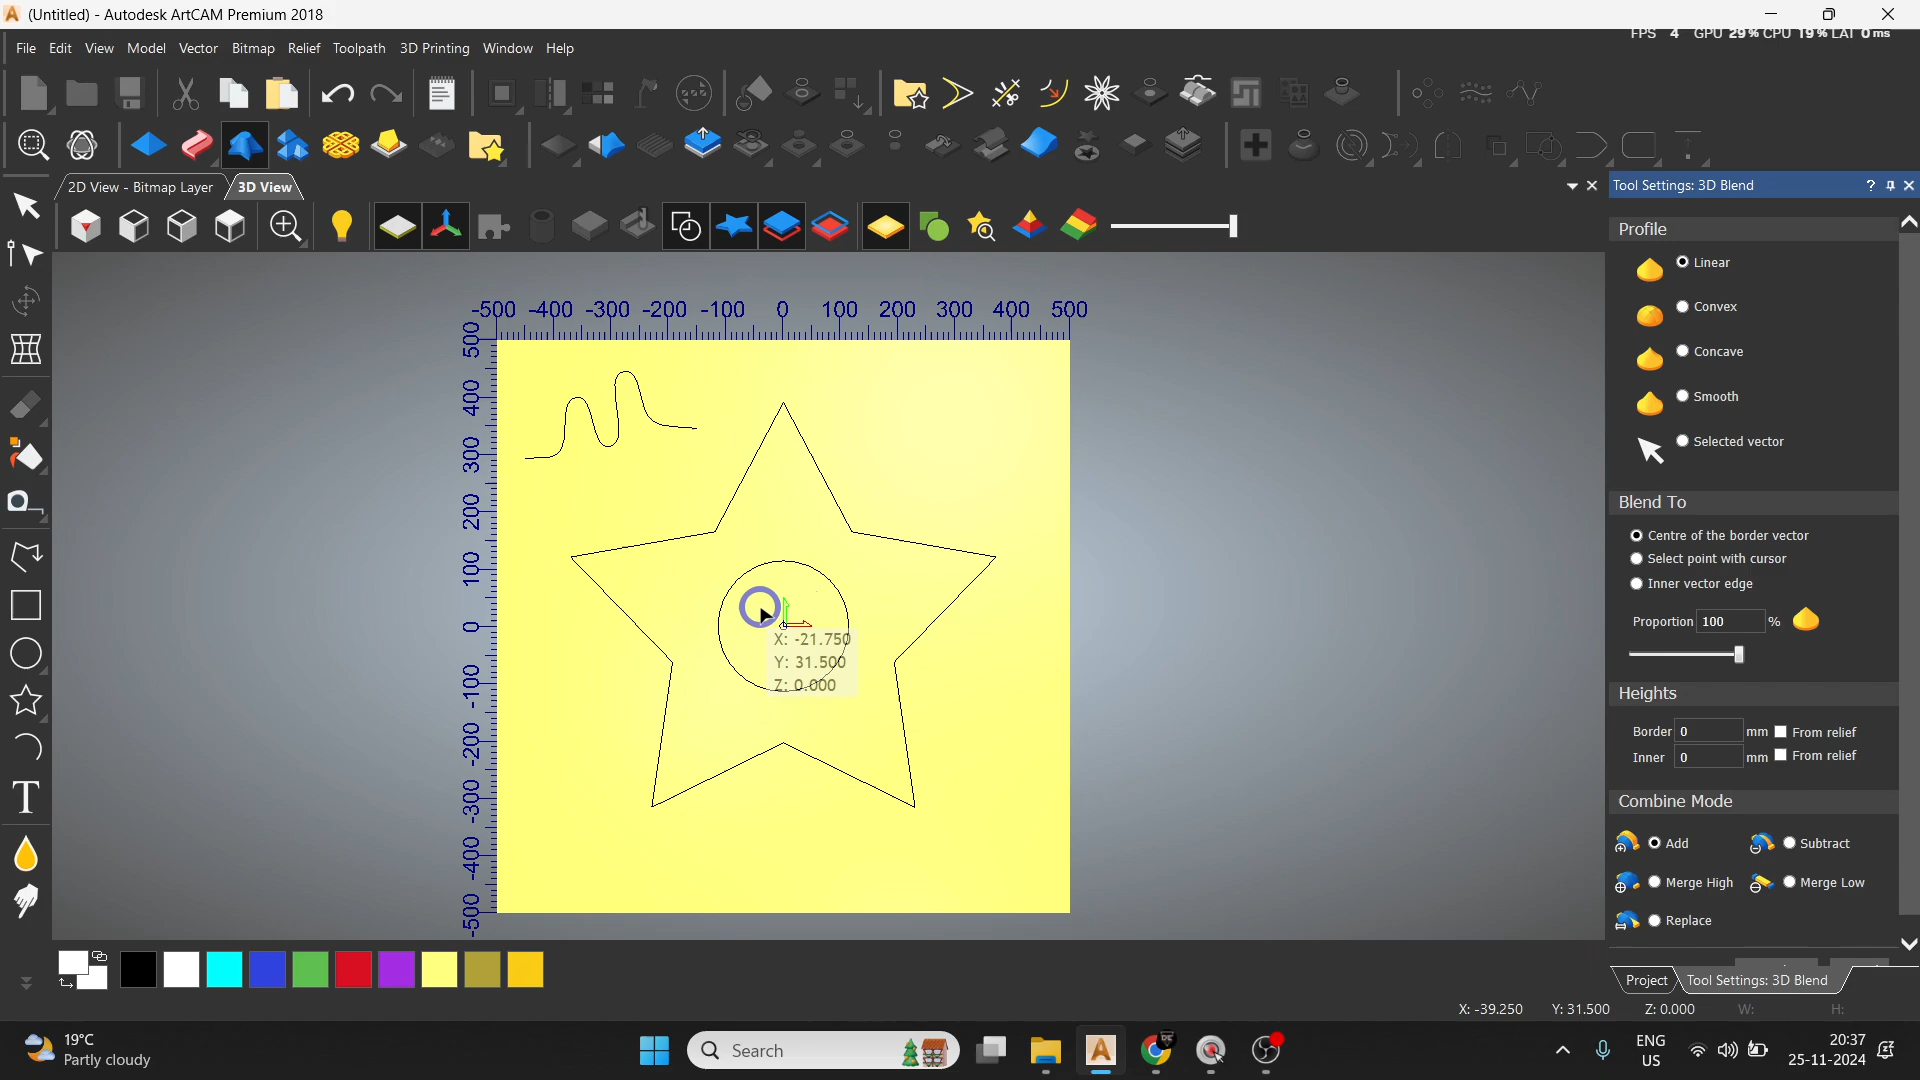 (Untitled) - Autodesk ArtCAM Premium 2018
FPS 4 GPU 29% CPU 19% LAT 0 ms
File Edit View Model Vector Bitmap Relief Toolpath 3D Printing Window Help
2D View - Bitmap Layer 3D View
Tool Settings: 3D Blend
Profile
Linear
Convex
Concave
Smooth
Selected vector
Blend To
Centre of the border vector
Select point with cursor
Inner vector edge
Proportion 100 %
Heights
Border 0 mm From relief
Inner 0 mm From relief
Combine Mode
Add Subtract
Merge High Merge Low
Replace
Project Tool Settings: 3D Blend
-500 -400 -300 -200 -100 0 100 200 300 400 500
500
400
300
200
100
0
-100
-200
-300
-400
-500
X: -21.750
Y: 31.500
Z: 0.000
X: -39.250 Y: 31.500 Z: 0.000 W: H:
19°C
Partly cloudy
Search
ENG
US
20:37
25-11-2024